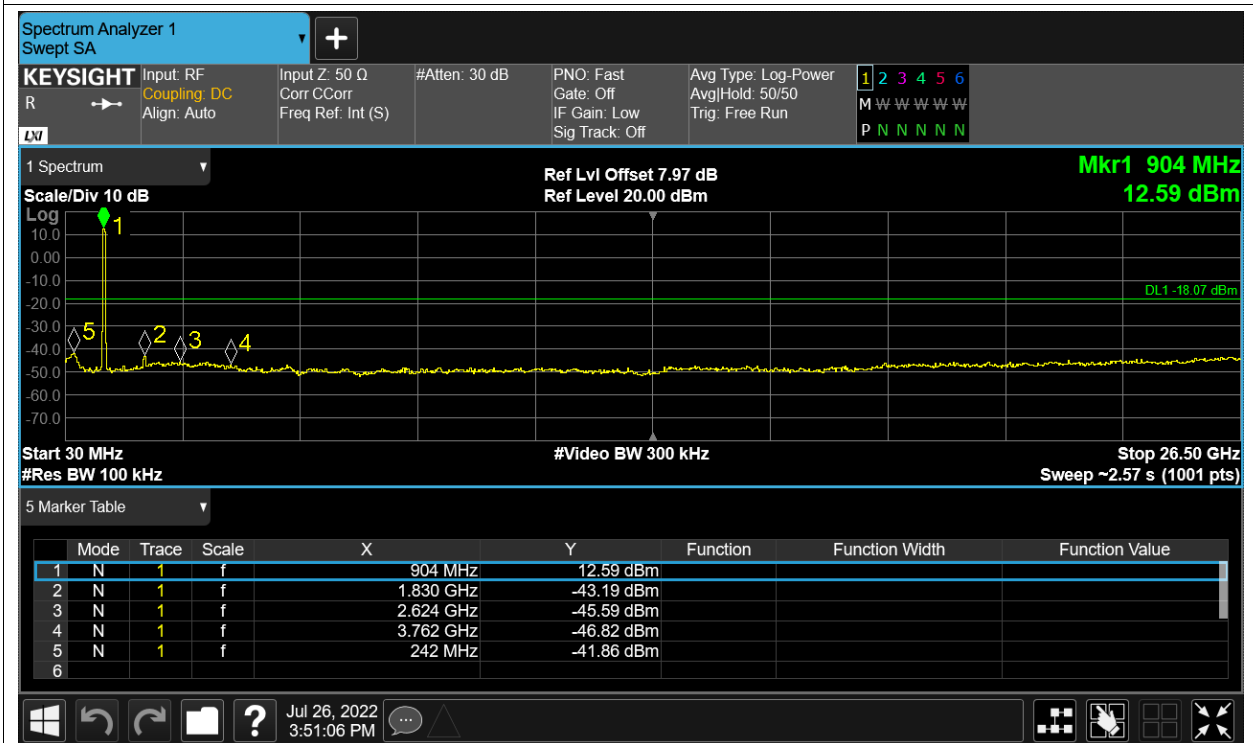 Spectrum Analyzer 1
Swept SA
+
KEYSIGHT
R
LXI
Input: RF
Coupling: DC
Align: Auto
Input Z: 50 Ω
Corr CCorr
Freq Ref: Int (S)
#Atten: 30 dB
PNO: Fast
Gate: Off
IF Gain: Low
Sig Track: Off
Avg Type: Log-Power
Avg|Hold: 50/50
Trig: Free Run
1 2 3 4 5 6
M W W W W W
P N N N N N
1 Spectrum
Scale/Div 10 dB
Ref Lvl Offset 7.97 dB
Ref Level 20.00 dBm
Mkr1 904 MHz
12.59 dBm
Log
10.0
0.00
-10.0
-20.0
-30.0
-40.0
-50.0
-60.0
-70.0
1
5
2
3
4
DL1 -18.07 dBm
Start 30 MHz
#Video BW 300 kHz
Stop 26.50 GHz
#Res BW 100 kHz
Sweep ~2.57 s (1001 pts)
5 Marker Table
Mode Trace Scale X Y Function Function Width Function Value
1 N 1 f 904 MHz 12.59 dBm
2 N 1 f 1.830 GHz -43.19 dBm
3 N 1 f 2.624 GHz -45.59 dBm
4 N 1 f 3.762 GHz -46.82 dBm
5 N 1 f 242 MHz -41.86 dBm
6
?
Jul 26, 2022
3:51:06 PM